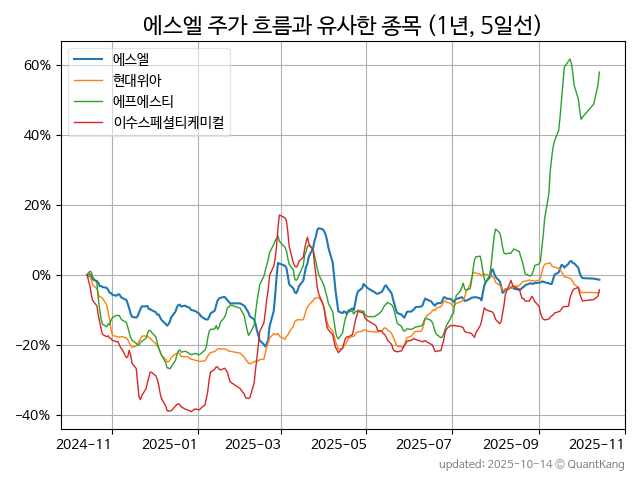 에스엘 주가 흐름과 유사한 종목 (1년, 5일선)
에스엘
현대위아
에프에스티
이수스페셜티케미컬
60%
40%
20%
0%
−20%
−40%
2024-11
2025-01
2025-03
2025-05
2025-07
2025-09
2025-11
updated: 2025-10-14 © QuantKang